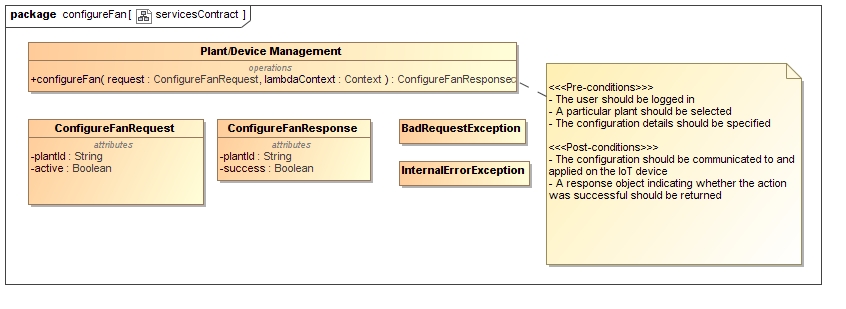 package configureFan[ servicesContract ]
Plant/Device Management
operations
+configureFan( request : ConfigureFanRequest, lambdaContext : Context ) : ConfigureFanResponse
ConfigureFanRequest
attributes
-plantId : String
-active : Boolean
ConfigureFanResponse
attributes
-plantId : String
-success : Boolean
BadRequestException
InternalErrorException
<<<Pre-conditions>>>
- The user should be logged in
- A particular plant should be selected
- The configuration details should be specified
<<<Post-conditions>>>
- The configuration should be communicated to and
applied on the IoT device
- A response object indicating whether the action
was successful should be returned